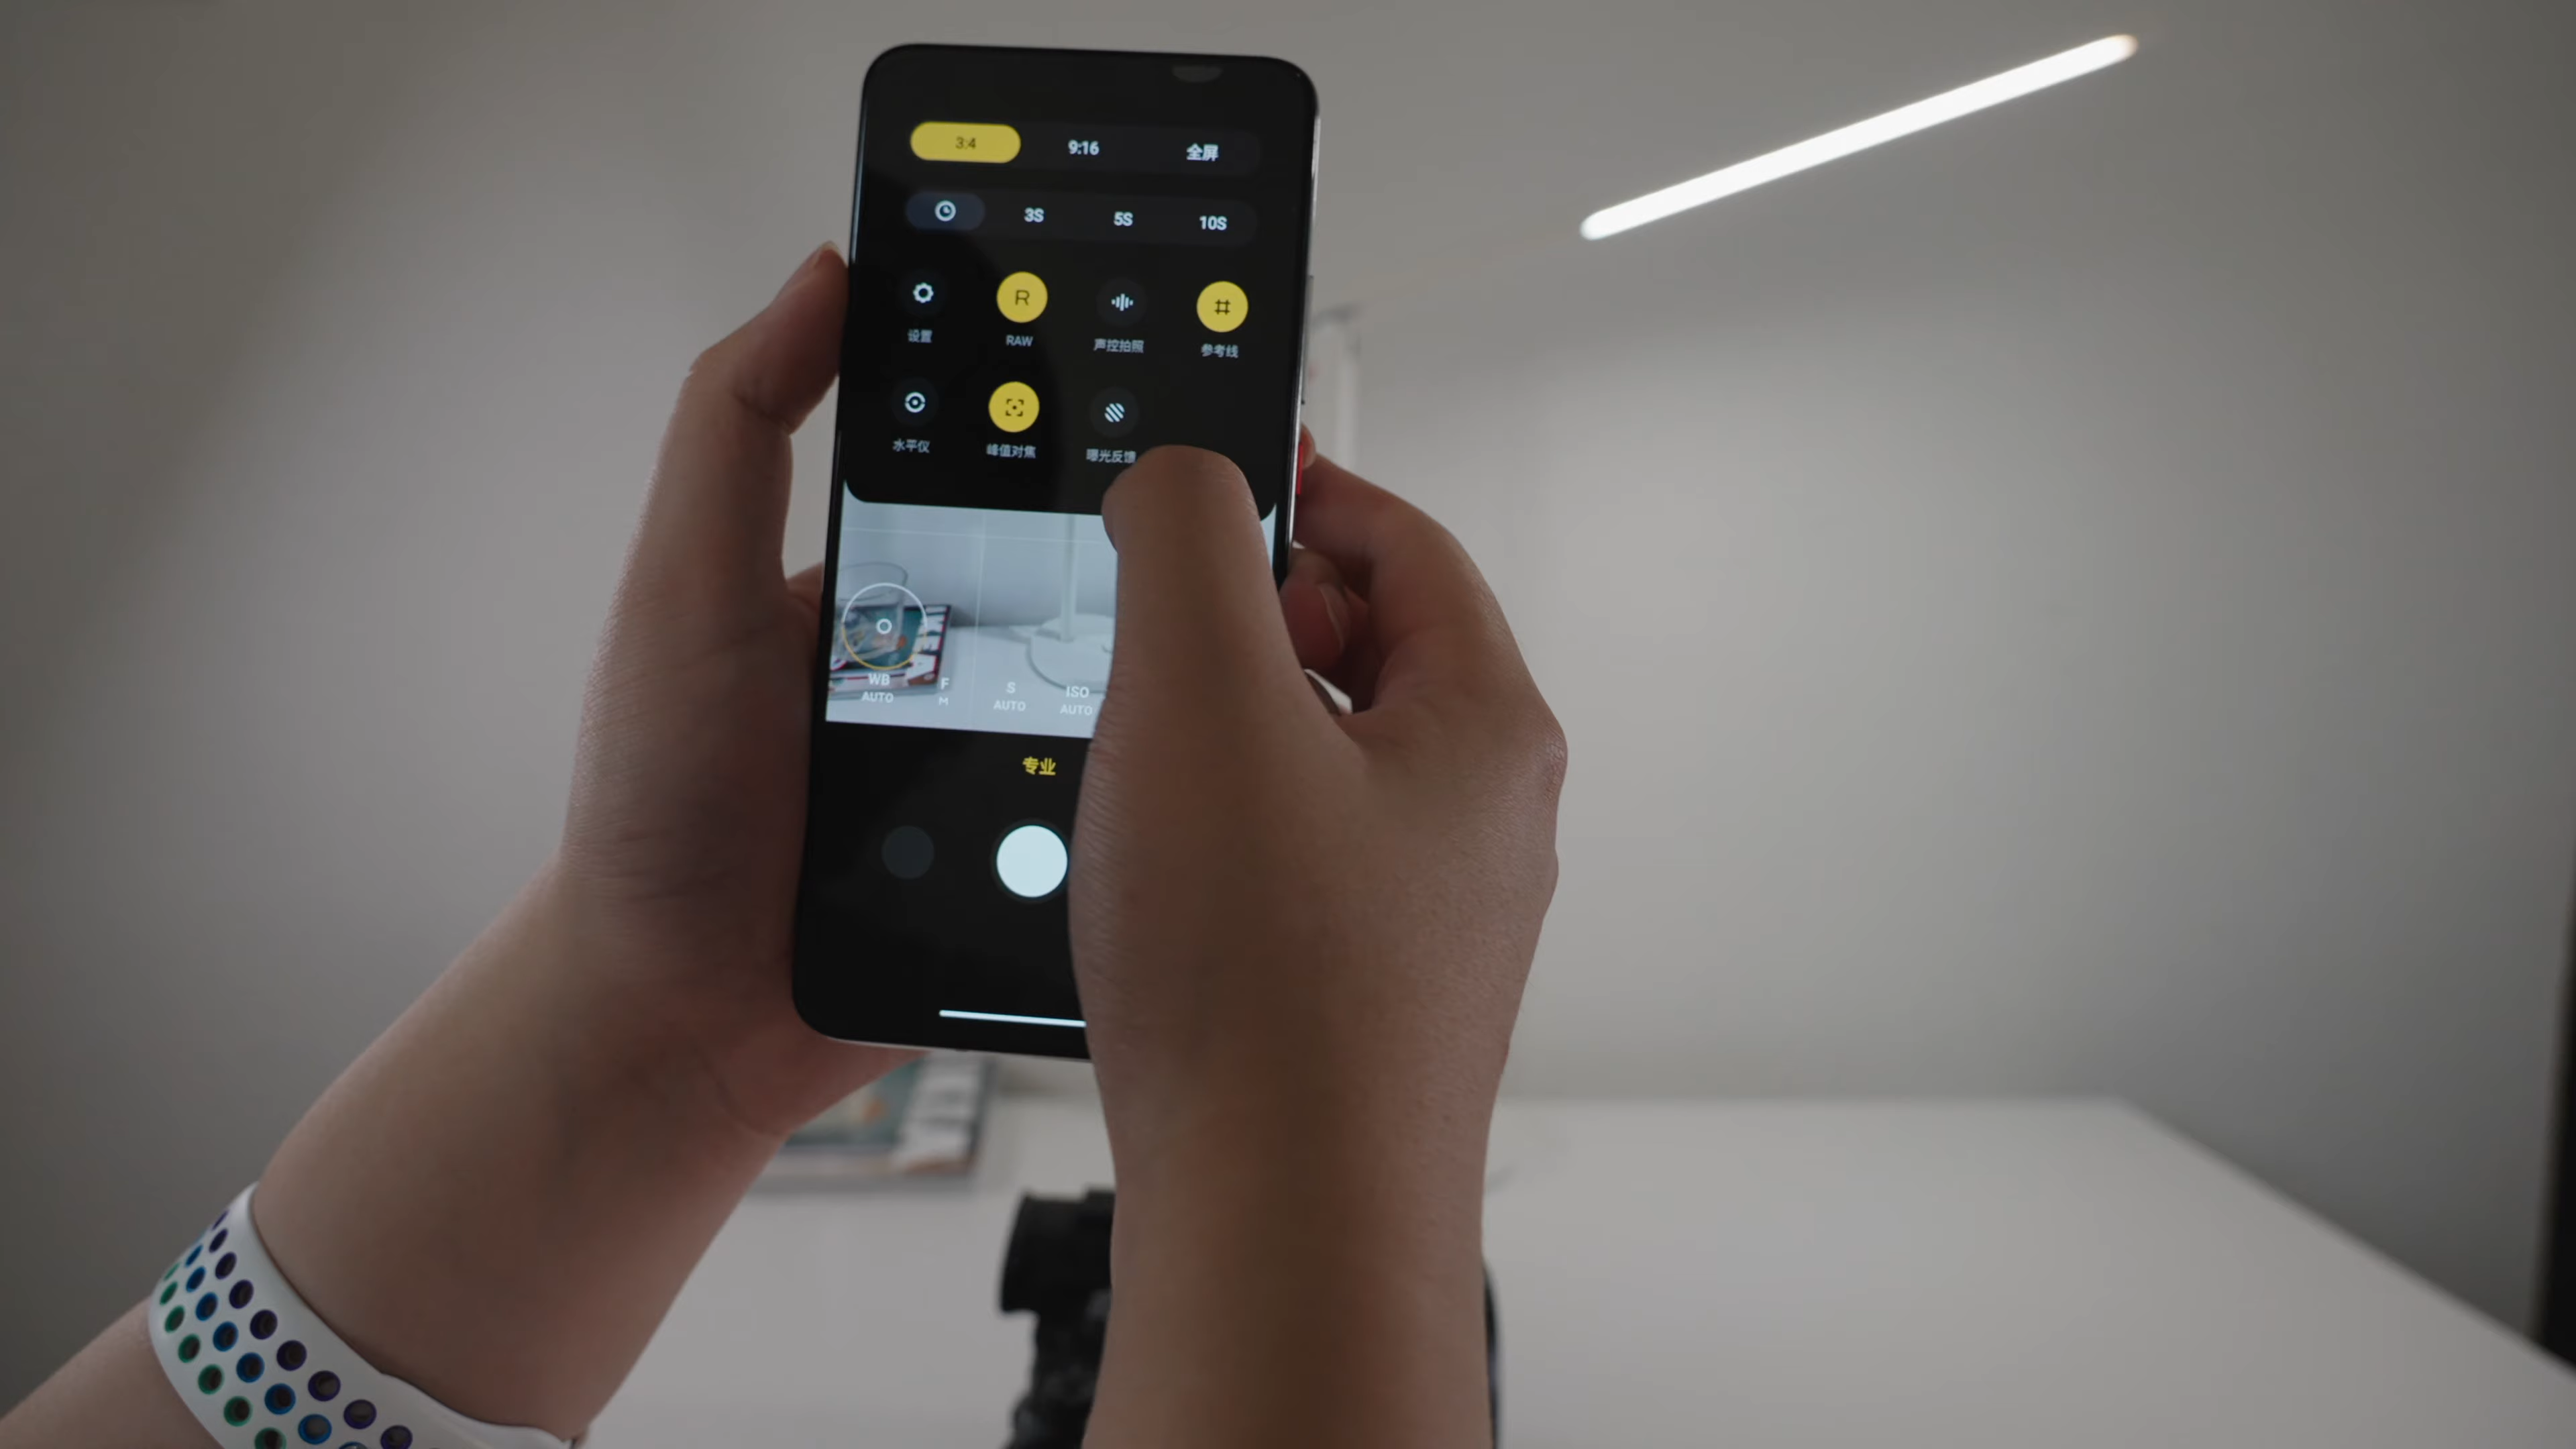 3:4 9:16 全屏
3S 5S 10S
R
设置 RAW 声控拍照 参考线
水平仪 峰值对焦 曝光反馈
WB F S ISO
AUTO M AUTO AUTO
专业